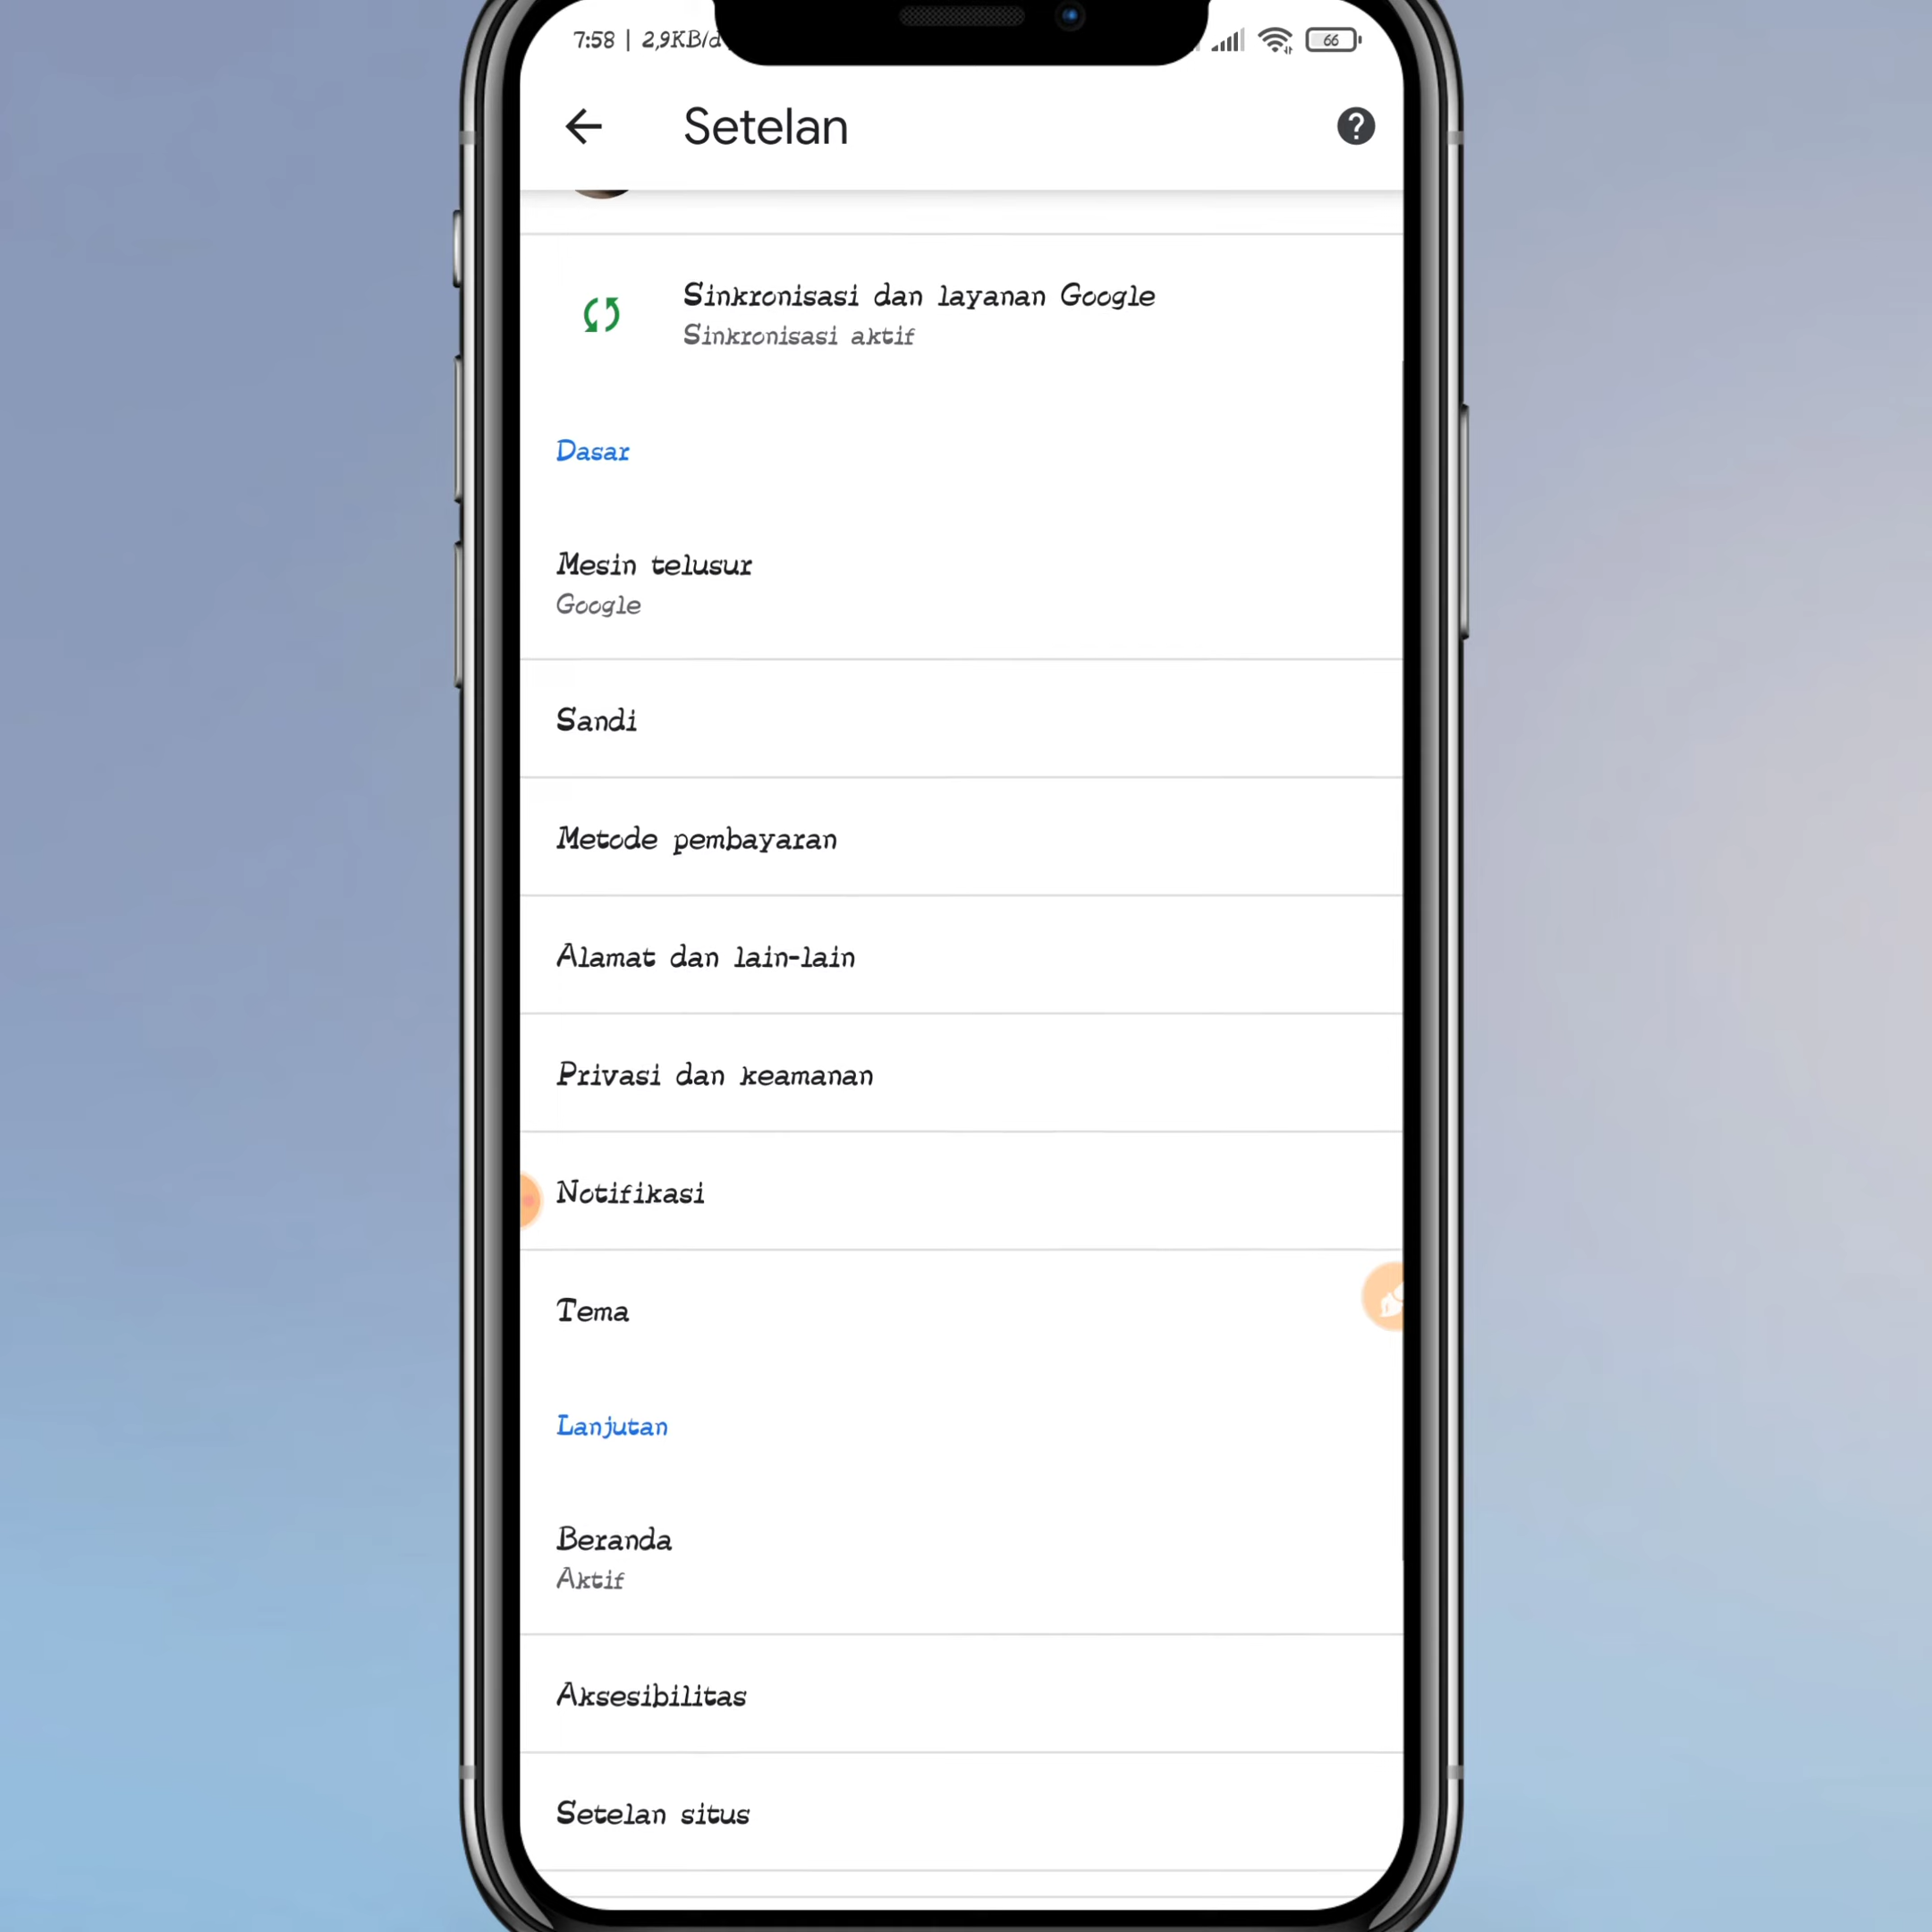 7:58 | 2,9KB/d
66
Setelan
Sinkronisasi dan layanan Google
Sinkronisasi aktif
Dasar
Mesin telusur
Google
Sandi
Metode pembayaran
Alamat dan lain-lain
Privasi dan keamanan
Notifikasi
Tema
Lanjutan
Beranda
Aktif
Aksesibilitas
Setelan situs